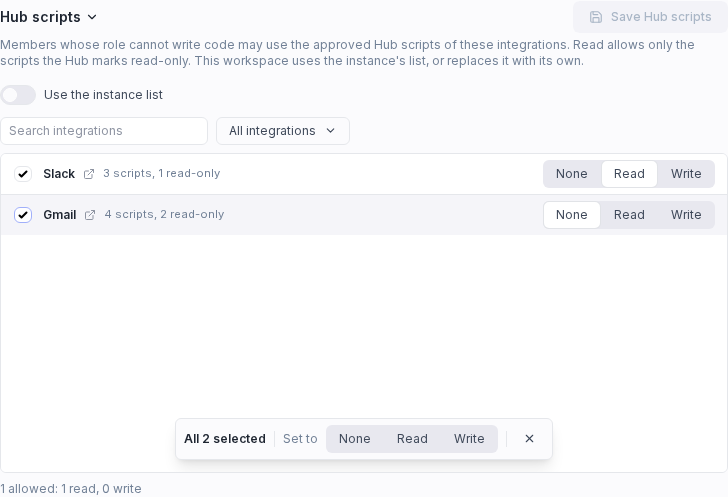 Hub scripts
Save Hub scripts
Members whose role cannot write code may use the approved Hub scripts of these integrations. Read allows only the
scripts the Hub marks read-only. This workspace uses the instance's list, or replaces it with its own.
Use the instance list
Search integrations
All integrations
Slack 3 scripts, 1 read-only None Read Write
Gmail 4 scripts, 2 read-only None Read Write
All 2 selected Set to None Read Write
1 allowed: 1 read, 0 write